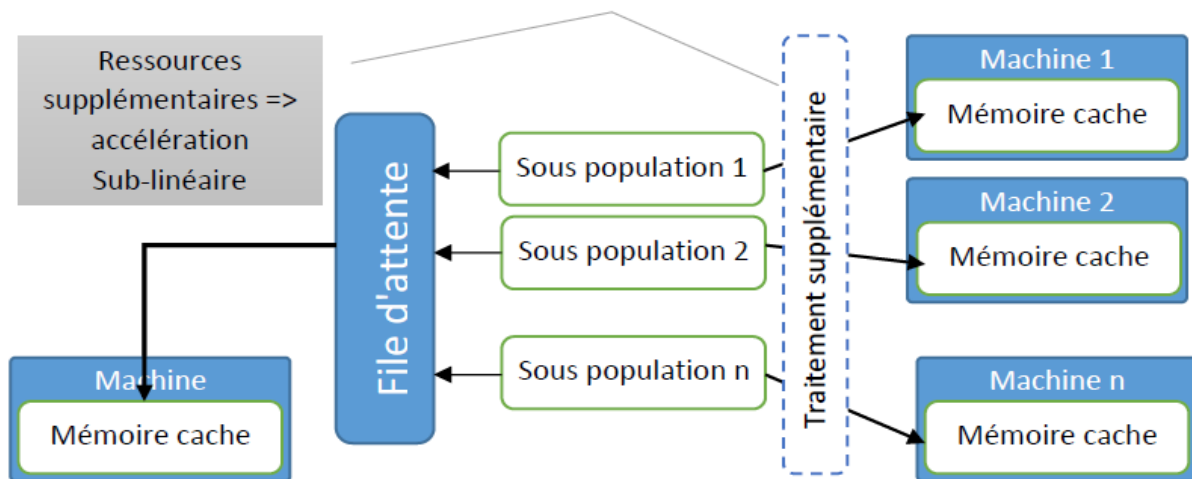 Ressources
supplémentaires =>
accélération
Sub-linéaire
File d'attente
Sous population 1
Sous population 2
Sous population n
Traitement supplémentaire
Machine 1
Mémoire cache
Machine 2
Mémoire cache
Machine n
Mémoire cache
Machine
Mémoire cache